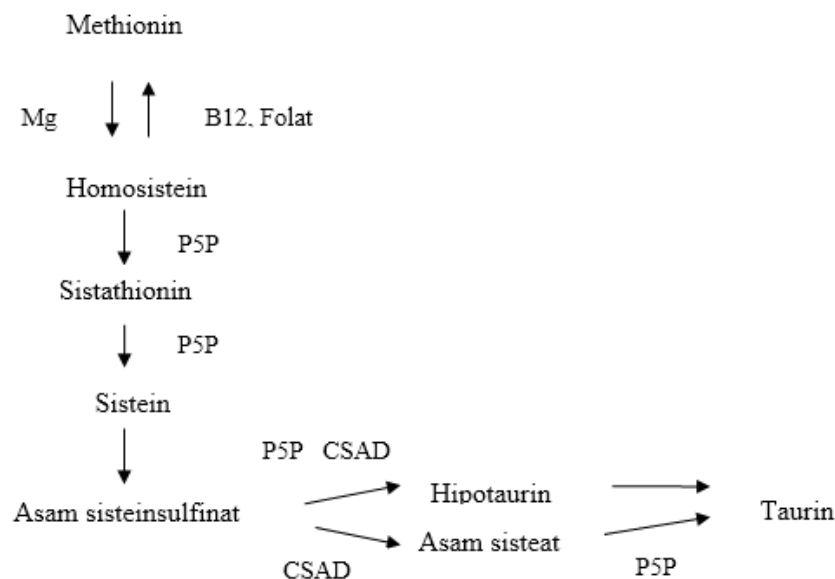 Methionin
Mg B12, Folat
Homosistein
P5P
Sistathionin
P5P
Sistein
P5P CSAD
Asam sisteinsulfinat Hipotaurin Taurin
Asam sisteat
CSAD P5P